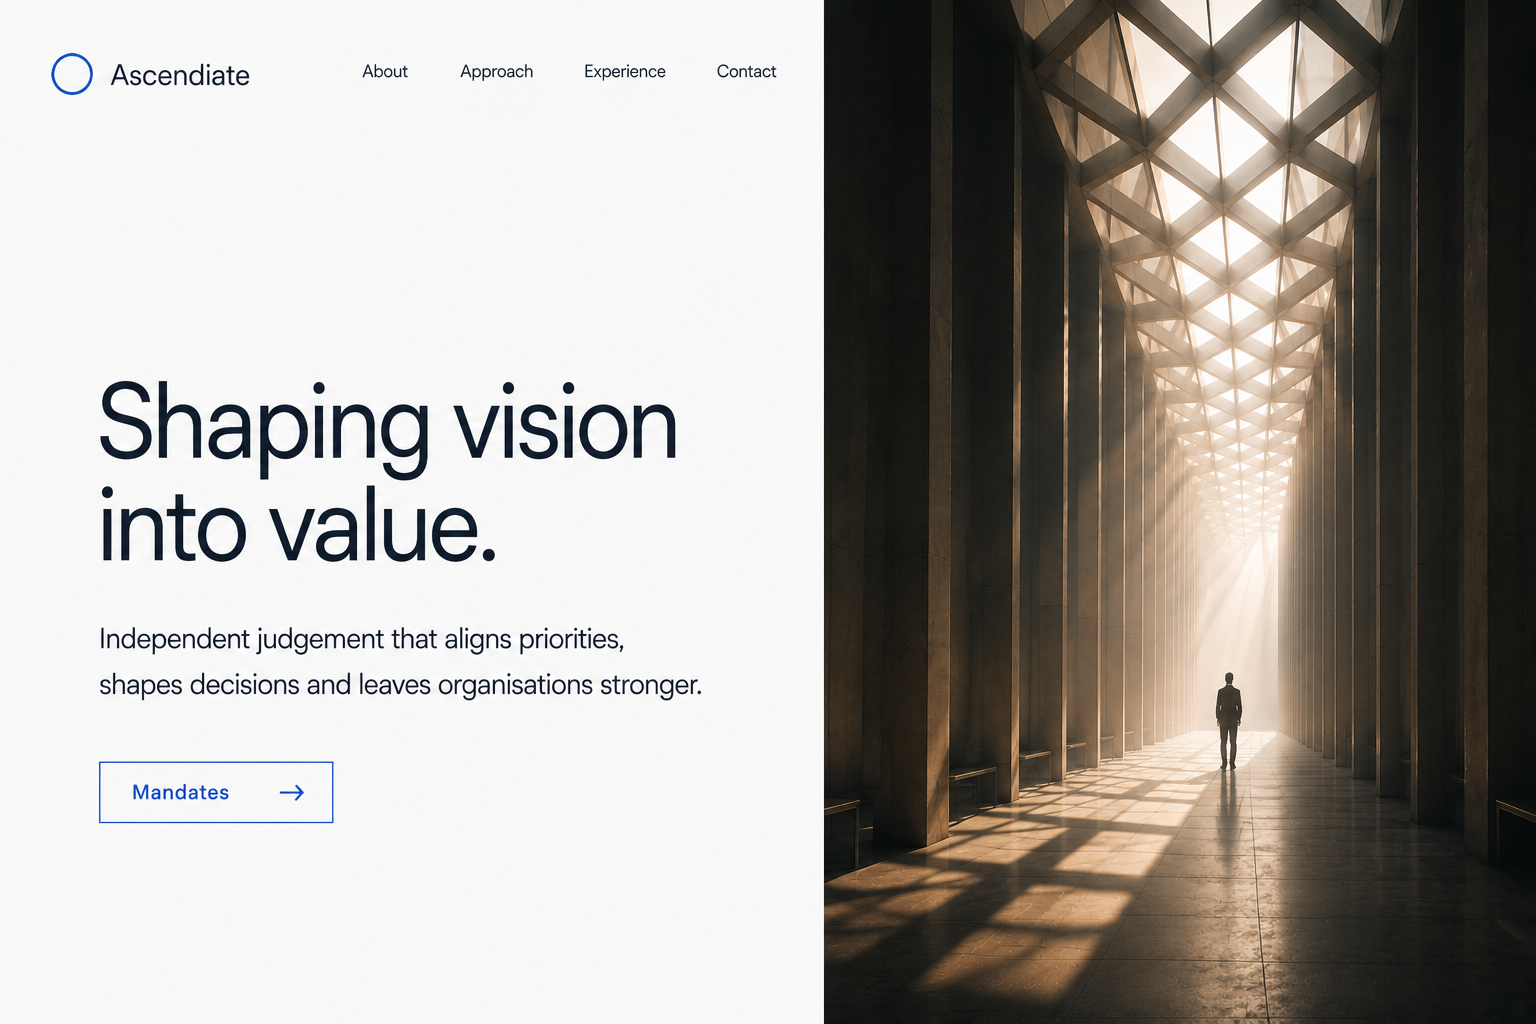 Ascendiate
About
Approach
Experience
Contact
Shaping vision
into value.
Independent judgement that aligns priorities,
shapes decisions and leaves organisations stronger.
Mandates →